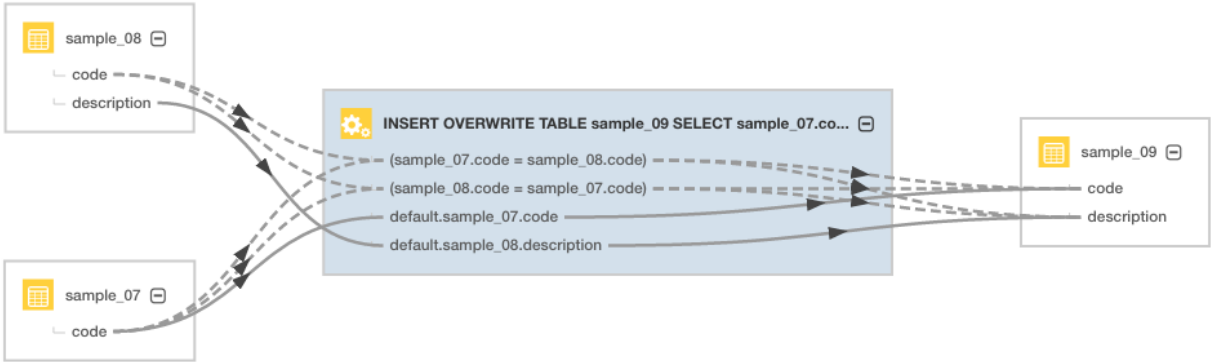 sample_08
code
description
INSERT OVERWRITE TABLE sample_09 SELECT sample_07.co...
(sample_07.code = sample_08.code)
(sample_08.code = sample_07.code)
default.sample_07.code
default.sample_08.description
sample_09
code
description
sample_07
code